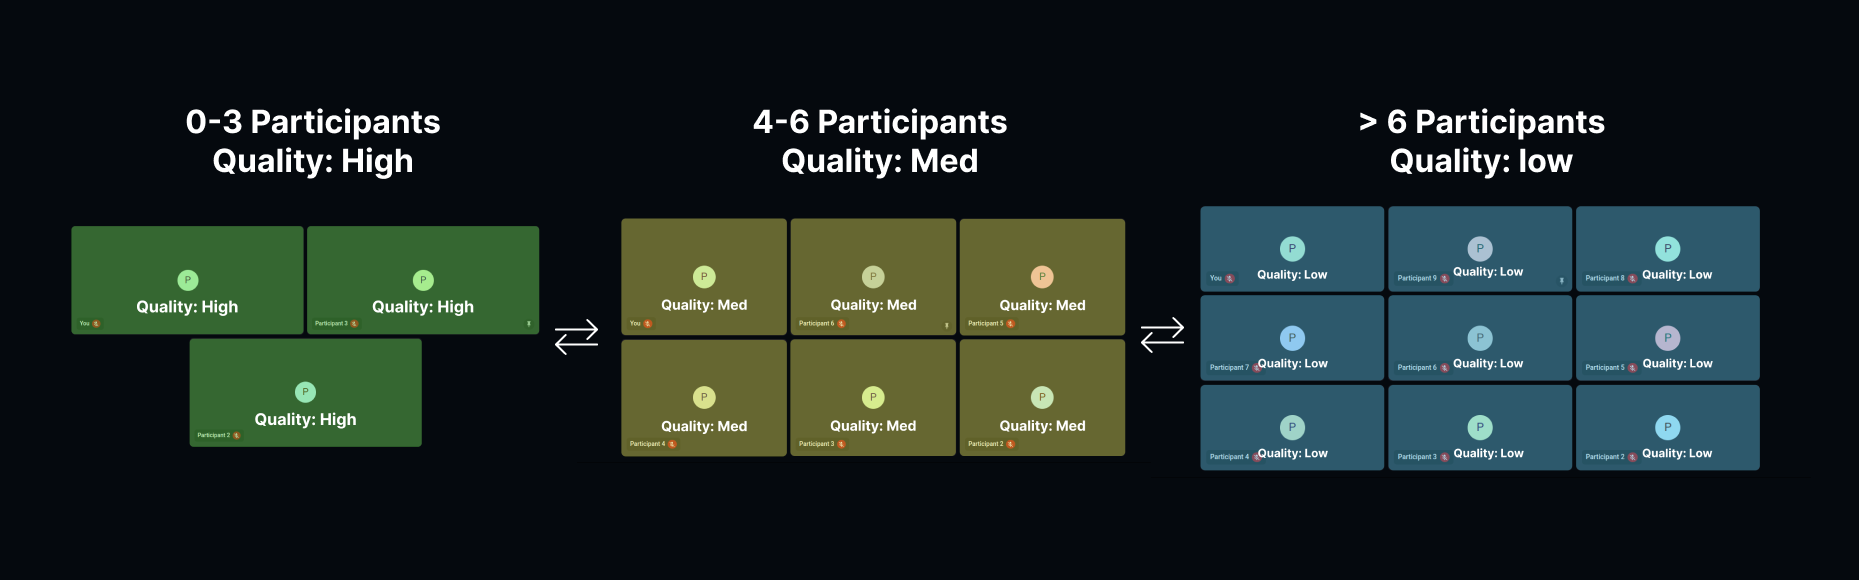 0-3 Participants
Quality: High
P
Quality: High
You
P
Quality: High
Participant 3
P
Quality: High
Participant 2
4-6 Participants
Quality: Med
P
Quality: Med
You
P
Quality: Med
Participant 6
P
Quality: Med
Participant 5
P
Quality: Med
Participant 4
P
Quality: Med
Participant 3
P
Quality: Med
Participant 2
> 6 Participants
Quality: low
P
Quality: Low
You
P
Quality: Low
Participant 9
P
Quality: Low
Participant 8
P
Quality: Low
Participant 7
P
Quality: Low
Participant 6
P
Quality: Low
Participant 5
P
Quality: Low
Participant 4
P
Quality: Low
Participant 3
P
Quality: Low
Participant 2